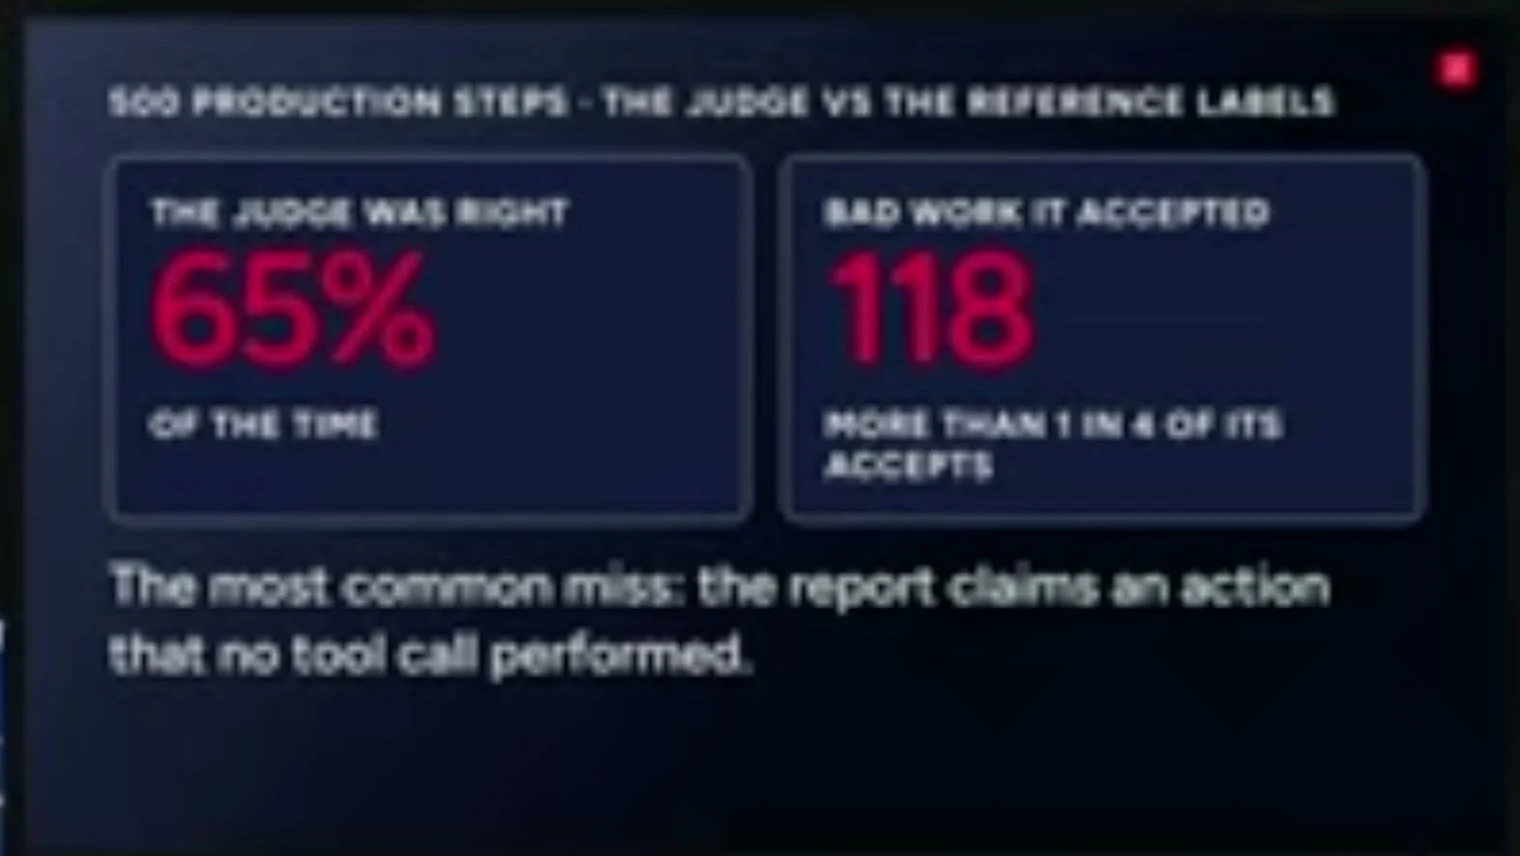 500 PRODUCTION STEPS · THE JUDGE VS THE REFERENCE LABELS
THE JUDGE WAS RIGHT
65%
OF THE TIME
BAD WORK IT ACCEPTED
118
MORE THAN 1 IN 4 OF ITS
ACCEPTS
The most common miss: the report claims an action
that no tool call performed.